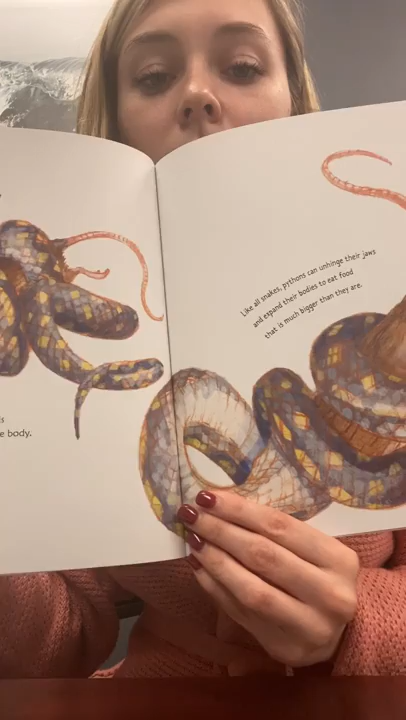 e body.
Like all snakes, pythons can unhinge their jaws
and expand their bodies to eat food
that is much bigger than they are.